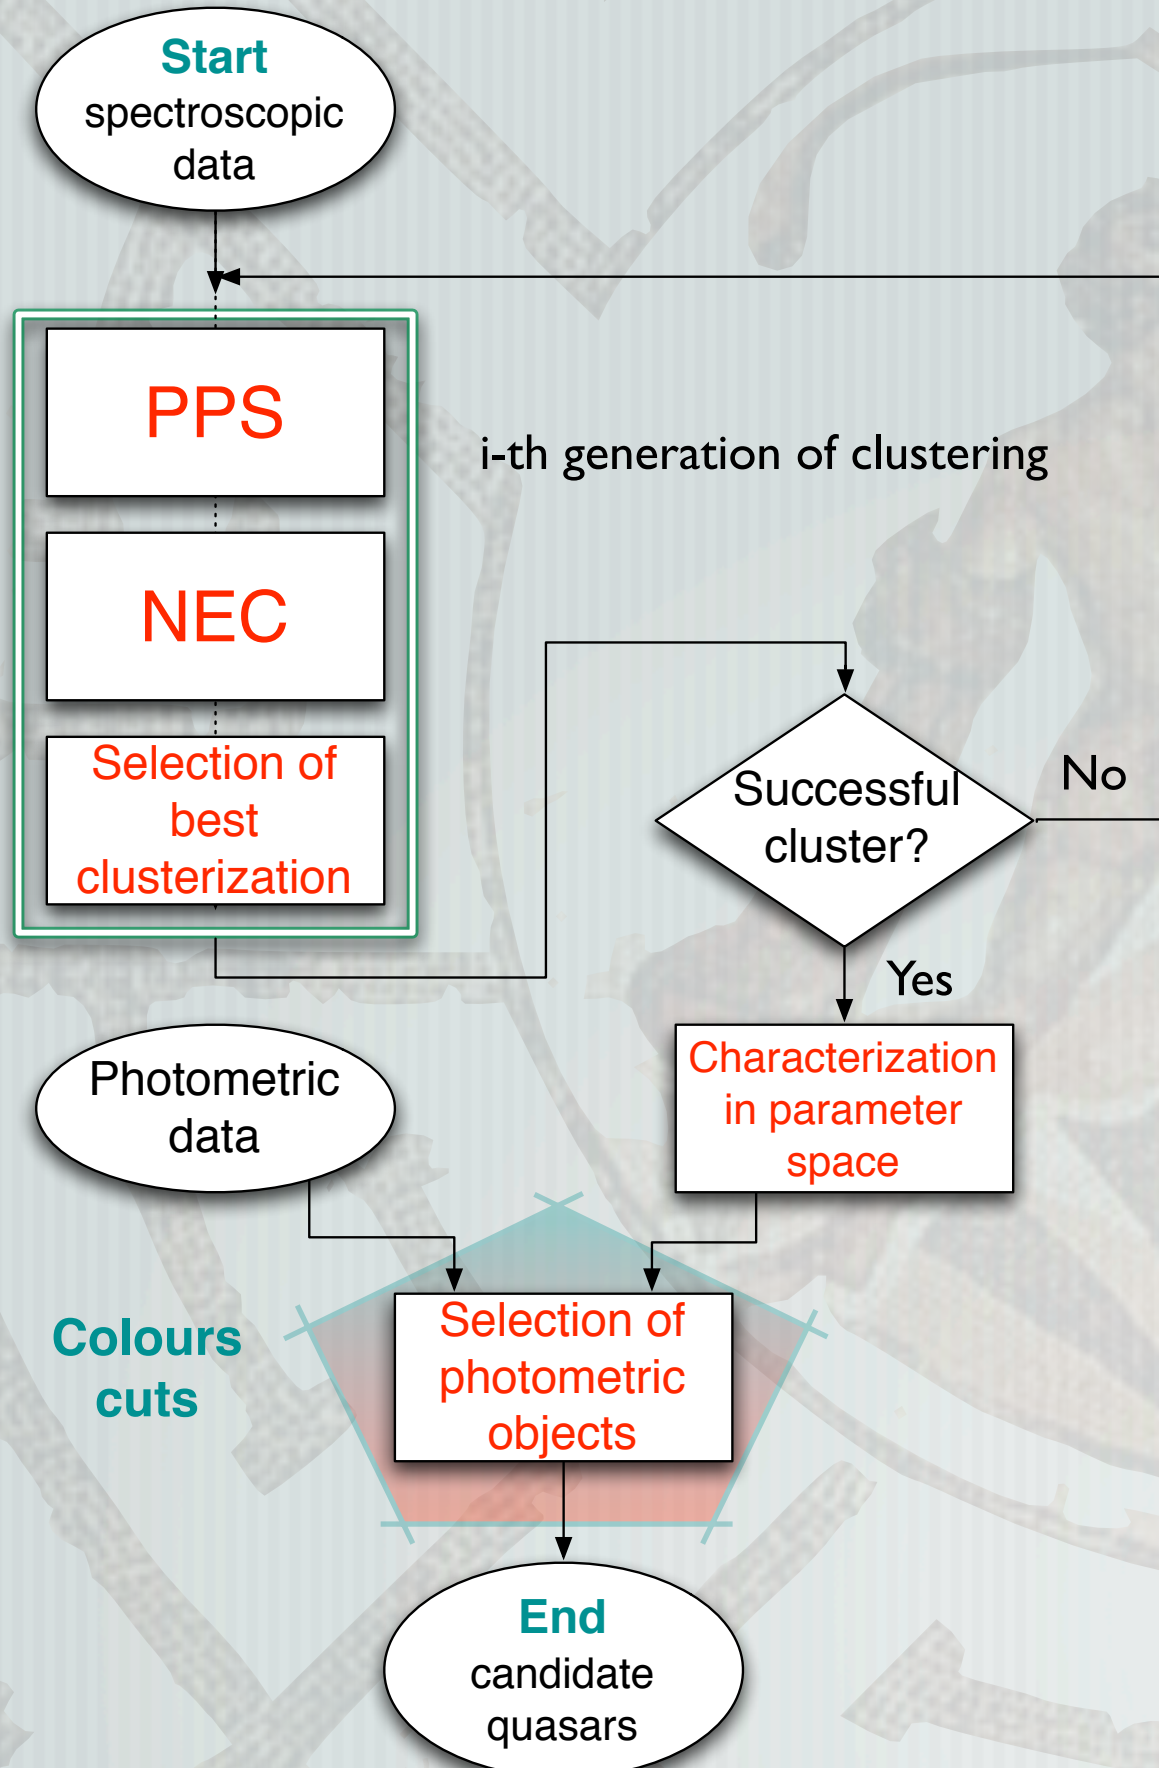 Start
spectroscopic
data
PPS
i-th generation of clustering
NEC
Selection of
best
clusterization
Successful
cluster?
No
Yes
Photometric
data
Characterization
in parameter
space
Colours
cuts
Selection of
photometric
objects
End
candidate
quasars